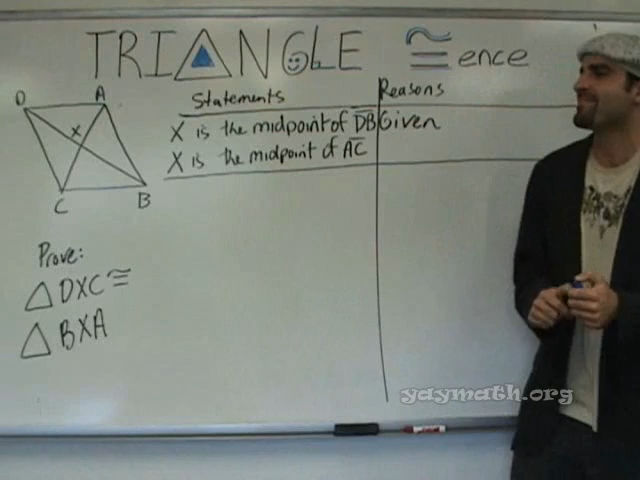 TRIANGLE ≅ence
Statements Reasons
D A
X is the midpoint of DB Given
X
X is the midpoint of AC
C B
Prove:
△ DXC ≅
△ BXA
yaymath.org